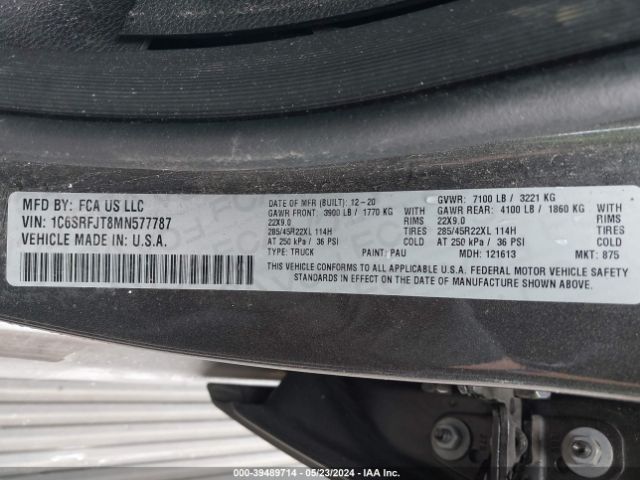 MFD BY: FCA US LLC
VIN: 1C6SRFJT8MN577787
VEHICLE MADE IN U.S.A.
DATE OF MFR (BUILT): 12-20 GVWR: 7100 LB / 3221 KG
GAWR FRONT: 3900 LB / 1770 KG WITH GAWR REAR: 4100 LB / 1860 KG WITH
22X9.0 RIMS 22X9.0 RIMS
285/45R22XL 114H TIRES 285/45R22XL 114H TIRES
AT 250 kPa / 36 PSI COLD AT 250 kPa / 36 PSI COLD
TYPE: TRUCK PAINT: PAU MDH: 121613 MKT: 875
THIS VEHICLE CONFORMS TO ALL APPLICABLE U.S.A. FEDERAL MOTOR VEHICLE SAFETY
STANDARDS IN EFFECT ON THE DATE OF MANUFACTURE SHOWN ABOVE.
000-39489714 - 05/23/2024 - IAA Inc.